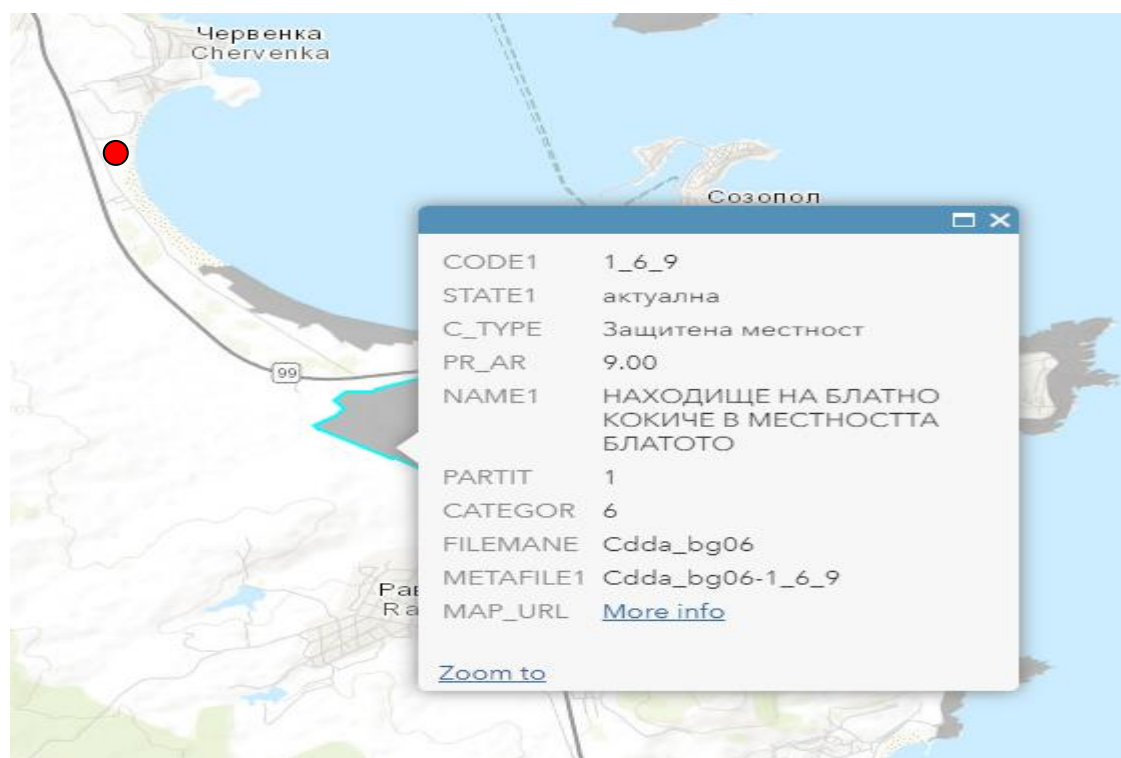 Червенка
Chervenka
Созопол
CODE1 1_6_9
STATE1 актуална
C_TYPE Защитена местност
PR_AR 9.00
NAME1 НАХОДИЩЕ НА БЛАТНО
КОКИЧЕ В МЕСТНОСТТА
БЛАТОТО
99
PARTIT 1
CATEGOR 6
FILEMANE Cdda_bg06
METAFILE1 Cdda_bg06-1_6_9
MAP_URL More info
Zoom to